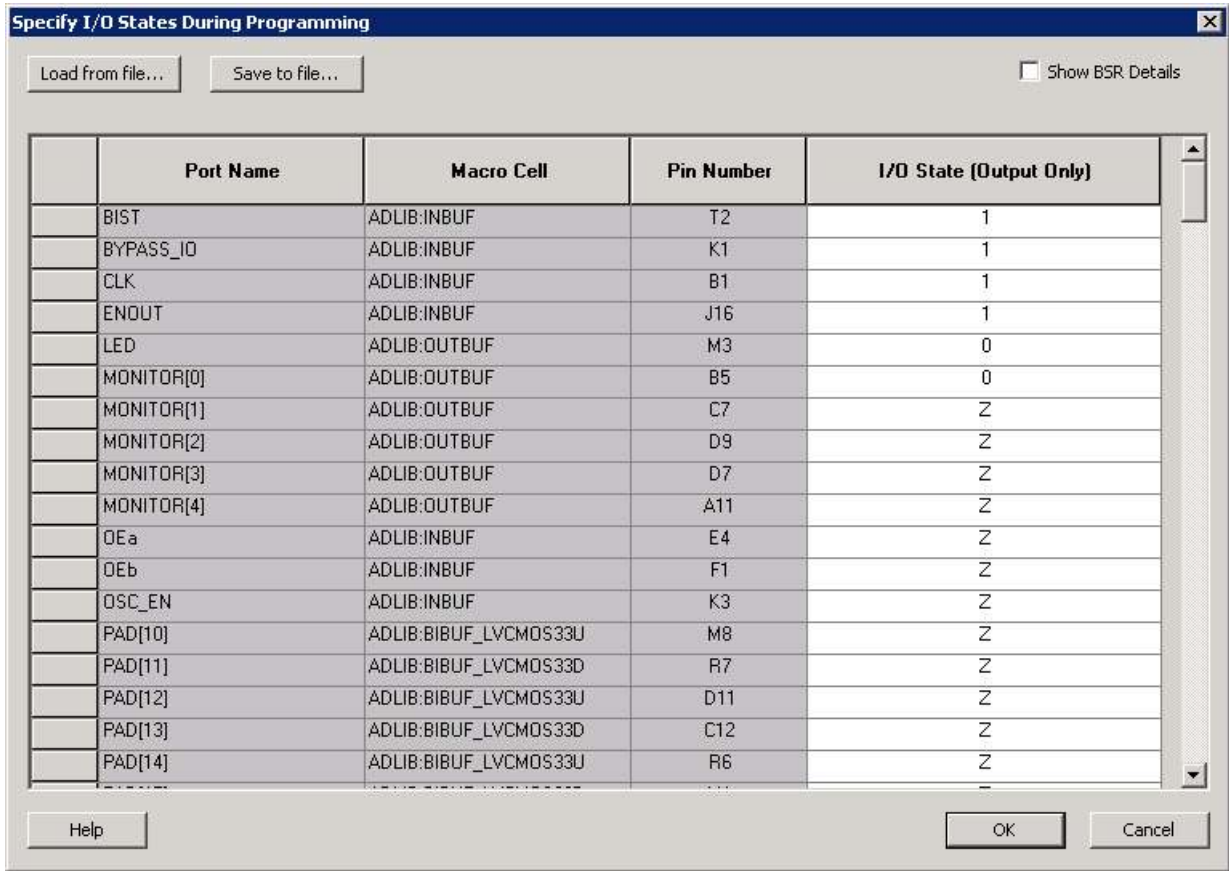 Specify I/O States During Programming
Load from file... Save to file... Show BSR Details
Port Name Macro Cell Pin Number I/O State (Output Only)
BIST ADLIB:INBUF T2 1
BYPASS_IO ADLIB:INBUF K1 1
CLK ADLIB:INBUF B1 1
ENOUT ADLIB:INBUF J16 1
LED ADLIB:OUTBUF M3 0
MONITOR[0] ADLIB:OUTBUF B5 0
MONITOR[1] ADLIB:OUTBUF C7 Z
MONITOR[2] ADLIB:OUTBUF D9 Z
MONITOR[3] ADLIB:OUTBUF D7 Z
MONITOR[4] ADLIB:OUTBUF A11 Z
OEa ADLIB:INBUF E4 Z
OEb ADLIB:INBUF F1 Z
OSC_EN ADLIB:INBUF K3 Z
PAD[10] ADLIB:BIBUF_LVCMOS33U M8 Z
PAD[11] ADLIB:BIBUF_LVCMOS33D R7 Z
PAD[12] ADLIB:BIBUF_LVCMOS33U D11 Z
PAD[13] ADLIB:BIBUF_LVCMOS33D C12 Z
PAD[14] ADLIB:BIBUF_LVCMOS33U R6 Z
Help OK Cancel